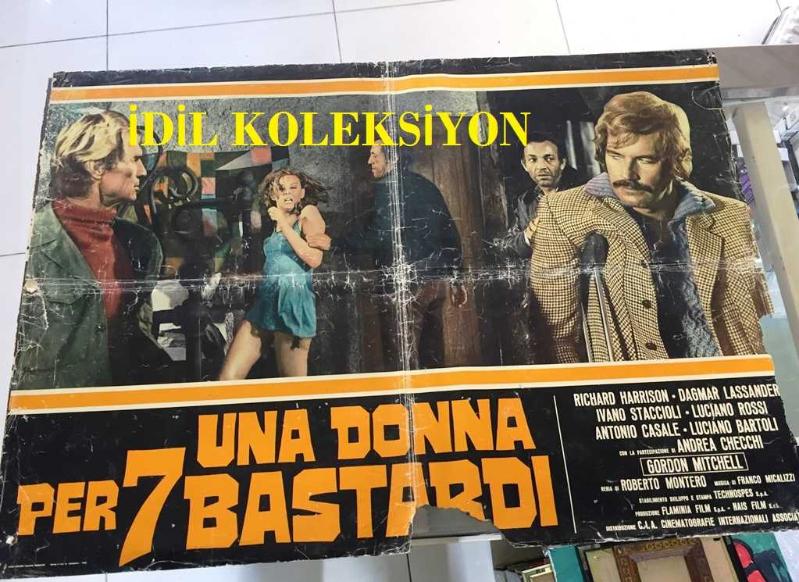 İDİL KOLEKSİYON
UNA DONNA
PER 7 BASTARDI
RICHARD HARRISON · DAGMAR LASSANDER
IVANO STACCIOLI · LUCIANO ROSSI
ANTONIO CASALE · LUCIANO BARTOLI
CON LA PARTECIPAZIONE DI ANDREA CHECCHI
GORDON MITCHELL
REGIA DI ROBERTO MONTERO · MUSICA DI FRANCO MICALIZZI
STABILIMENTO SVILUPPO E STAMPA TECHNOSPES S.p.A.
PRODUZIONE FLAMINIA FILM S.p.A. - NAIS FILM S.r.l.
DISTRIBUZIONE C.I.A. CINEMATOGRAFIE INTERNAZIONALI ASSOCIA